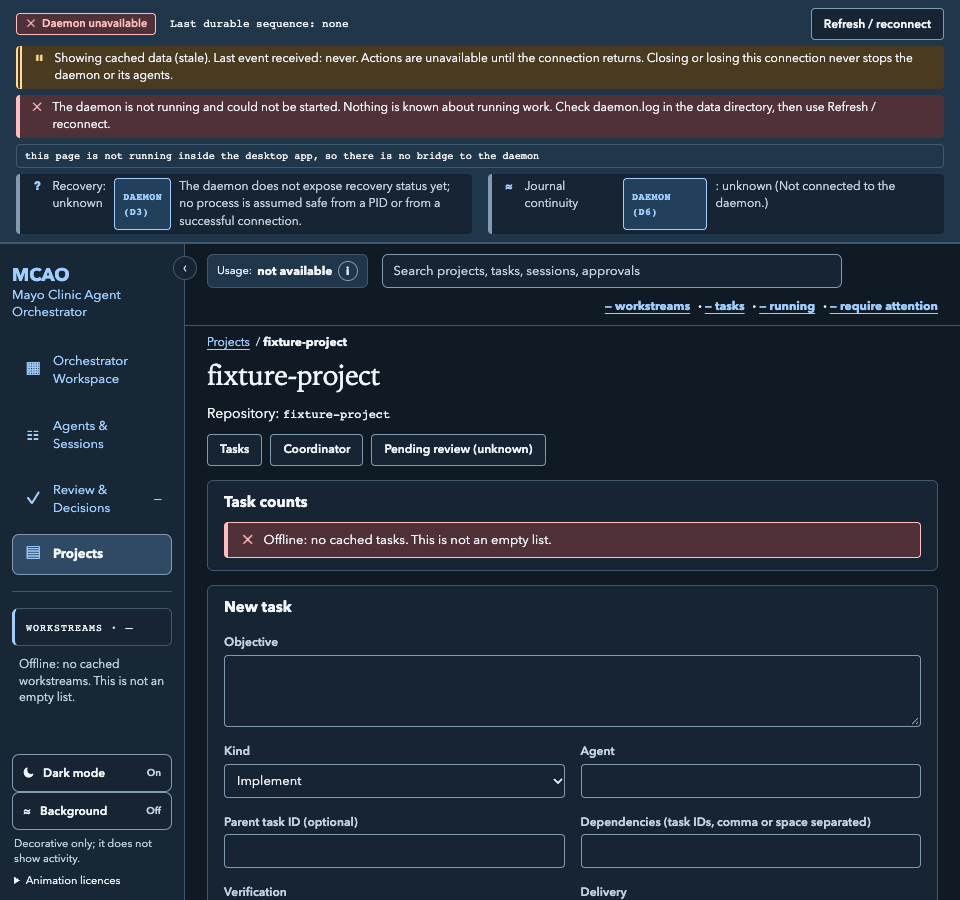 Daemon unavailable
Last durable sequence: none
Refresh / reconnect
Showing cached data (stale). Last event received: never. Actions are unavailable until the connection returns. Closing or losing this connection never stops the
daemon or its agents.
The daemon is not running and could not be started. Nothing is known about running work. Check daemon.log in the data directory, then use Refresh /
reconnect.
this page is not running inside the desktop app, so there is no bridge to the daemon
? Recovery:
unknown
DAEMON
(D3)
The daemon does not expose recovery status yet;
no process is assumed safe from a PID or from a
successful connection.
≈ Journal
continuity
DAEMON
(D6)
: unknown (Not connected to the
daemon.)
MCAO
Mayo Clinic Agent
Orchestrator
‹
Orchestrator
Workspace
Agents &
Sessions
Review &
Decisions
—
Projects
WORKSTREAMS · —
Offline: no cached
workstreams. This is not an
empty list.
Dark mode On
≈ Background Off
Decorative only; it does not
show activity.
Animation licences
Usage: not available i
Search projects, tasks, sessions, approvals
— workstreams · — tasks · — running · — require attention
Projects / fixture-project
fixture-project
Repository: fixture-project
Tasks
Coordinator
Pending review (unknown)
Task counts
Offline: no cached tasks. This is not an empty list.
New task
Objective
Kind
Agent
Implement
Parent task ID (optional)
Dependencies (task IDs, comma or space separated)
Verification
Delivery